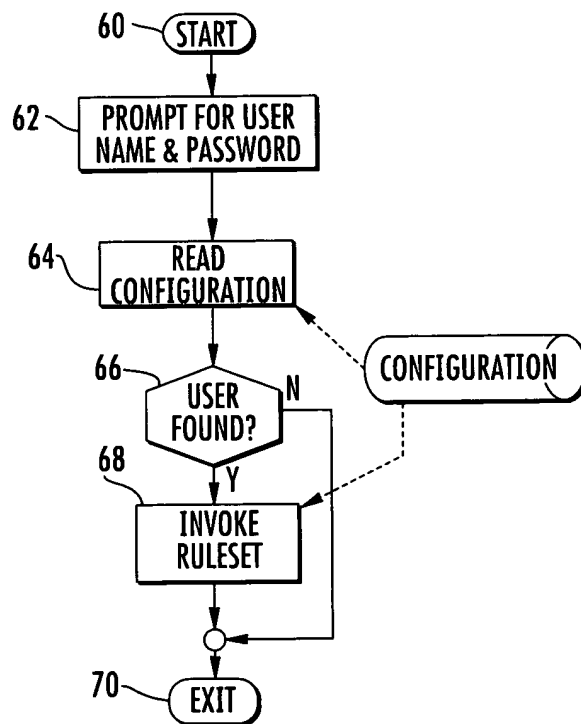 60
START
62
PROMPT FOR USER
NAME & PASSWORD
64
READ
CONFIGURATION
CONFIGURATION
66
USER
FOUND?
N
Y
68
INVOKE
RULESET
70
EXIT